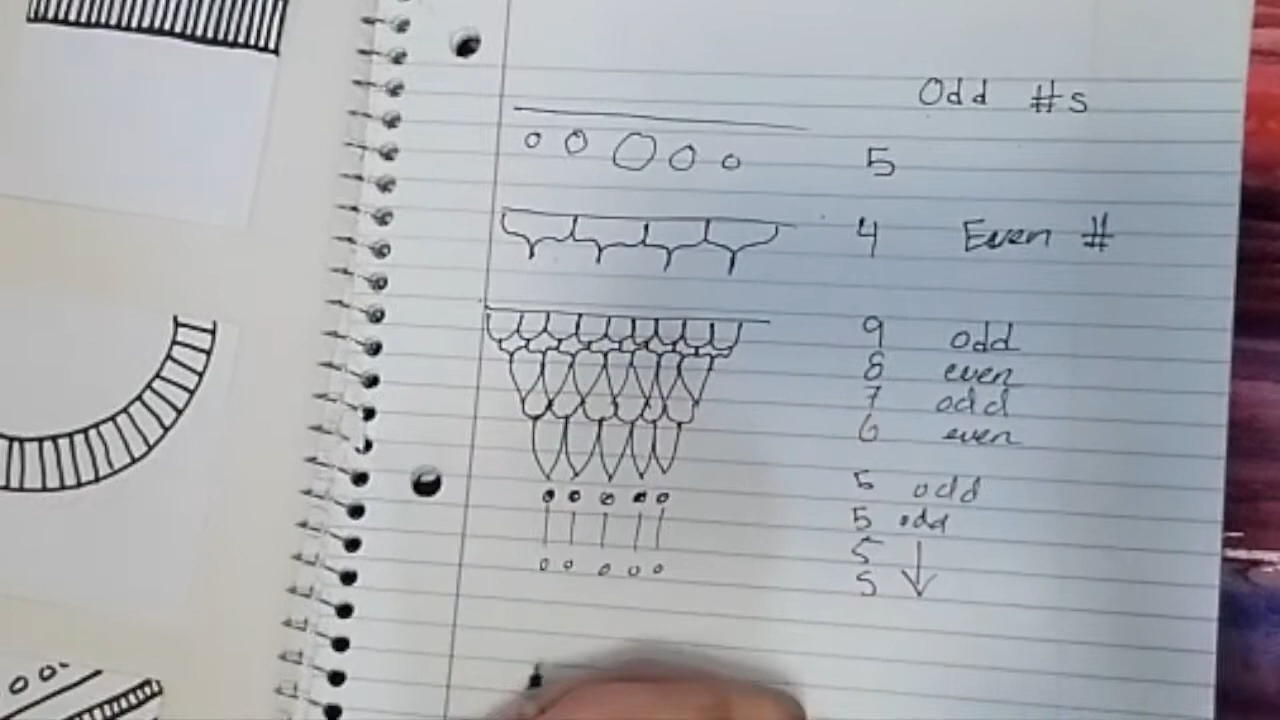 Odd #s
5
4 Even #
9 odd
8 even
7 odd
6 even
5 odd
5 odd
5
5